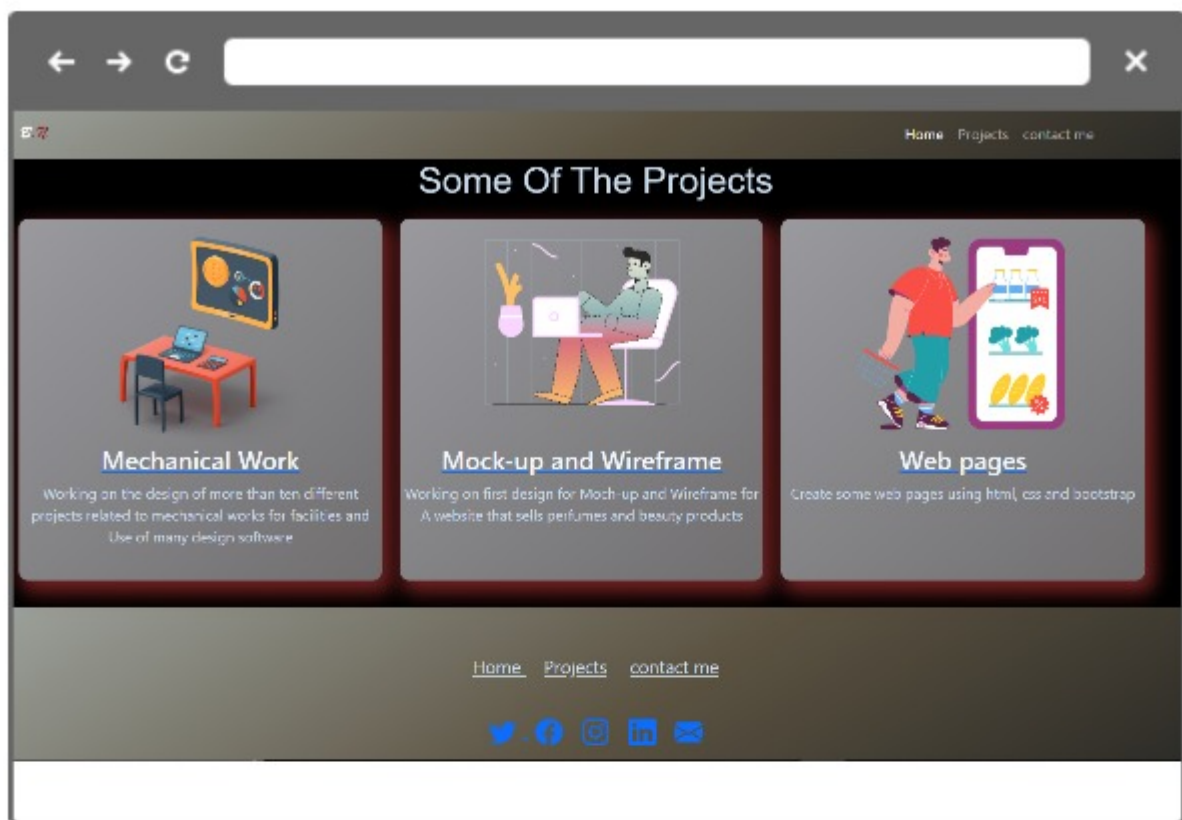 Home Projects contact me
Some Of The Projects
Mechanical Work
Working on the design of more than ten different
projects related to mechanical works for facilities and
Use of many design software
Mock-up and Wireframe
Working on first design for Moch-up and Wireframe for
A website that sells perfumes and beauty products
Web pages
Create some web pages using html, css and bootstrap
Home Projects contact me